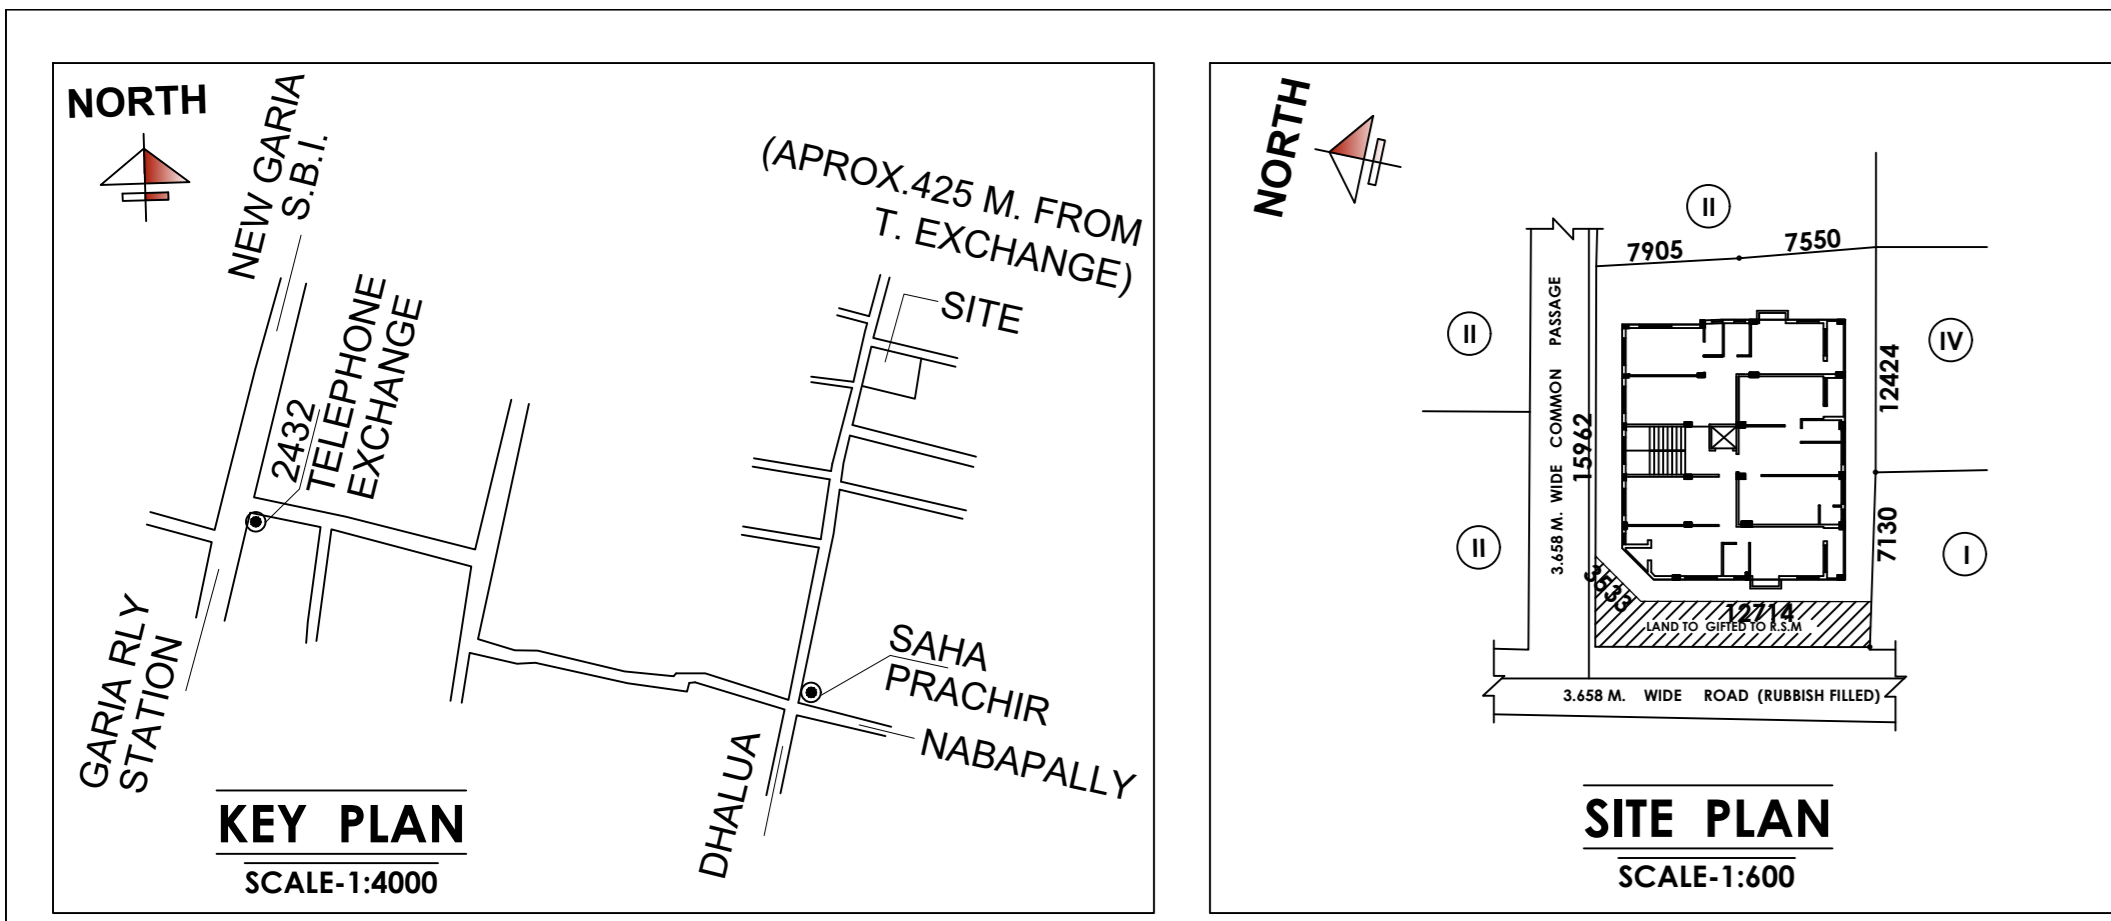 NORTH
NEW GARIA
S.B.I.
(APROX.425 M. FROM
T. EXCHANGE)
SITE
2432
TELEPHONE
EXCHANGE
GARIA RLY
STATION
SAHA
PRACHIR
NABAPALLY
DHALUA
KEY PLAN
SCALE-1:4000
NORTH
II
7905
7550
II
3.658 M. WIDE COMMON PASSAGE
15962
12424
IV
II
7130
I
3533
12714
LAND TO GIFTED TO R.S.M
3.658 M. WIDE ROAD (RUBBISH FILLED)
SITE PLAN
SCALE-1:600